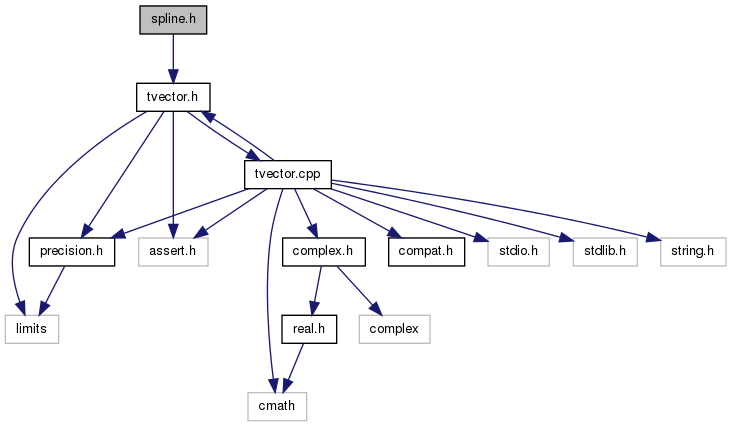 spline.h
tvector.h
tvector.cpp
precision.h
assert.h
complex.h
compat.h
stdio.h
stdlib.h
string.h
limits
real.h
complex
cmath